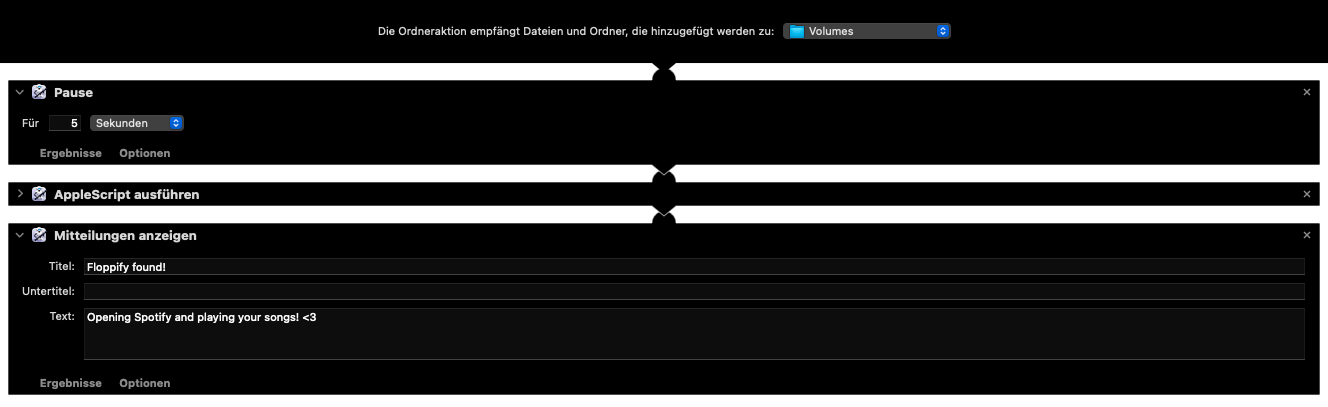 Die Ordneraktion empfängt Dateien und Ordner, die hinzugefügt werden zu: Volumes
Pause
Für 5 Sekunden
Ergebnisse Optionen
AppleScript ausführen
Mitteilungen anzeigen
Titel: Floppify found!
Untertitel:
Text: Opening Spotify and playing your songs! <3
Ergebnisse Optionen